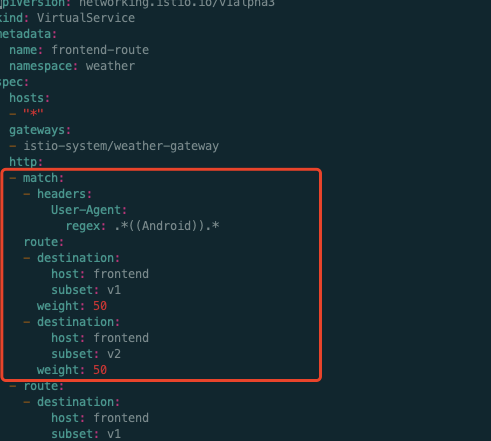 apiVersion: networking.istio.io/v1alpha3
kind: VirtualService
metadata:
  name: frontend-route
  namespace: weather
spec:
  hosts:
  - "*"
  gateways:
  - istio-system/weather-gateway
  http:
  - match:
    - headers:
        User-Agent:
          regex: .*((Android)).*
    route:
    - destination:
        host: frontend
        subset: v1
      weight: 50
    - destination:
        host: frontend
        subset: v2
      weight: 50
  - route:
    - destination:
        host: frontend
        subset: v1